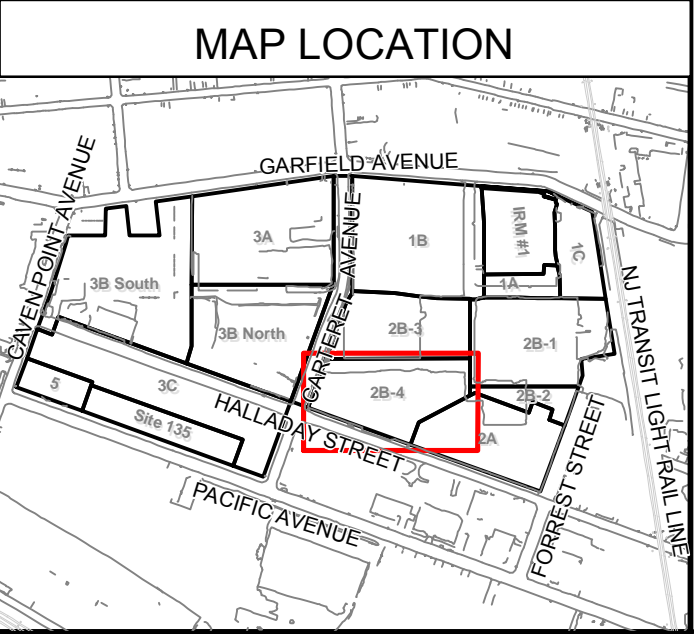 MAP LOCATION
GARFIELD AVENUE
CAVEN POINT AVENUE
CARTERET AVENUE
3A
1B
IRM #1
1C
1A
3B South
3B North
2B-3
2B-1
NJ TRANSIT LIGHT RAIL LINE
5
3C
2B-4
2B-2
Site 135
HALLADAY STREET
2A
FORREST STREET
PACIFIC AVENUE